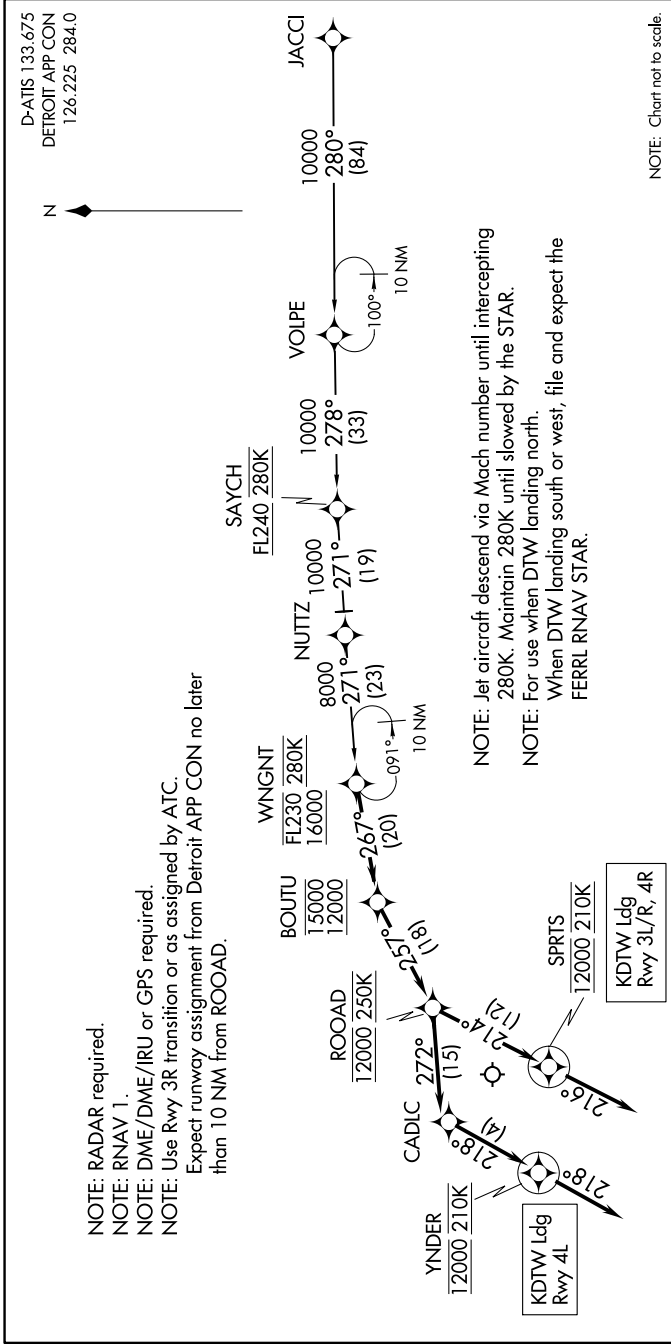 D-ATIS 133.675
DETROIT APP CON
126.225 284.0
N
NOTE: RADAR required.
NOTE: RNAV 1.
NOTE: DME/DME/IRU or GPS required.
NOTE: Use Rwy 3R transition or as assigned by ATC.
Expect runway assignment from Detroit APP CON no later
than 10 NM from ROOAD.
JACCI
10000
280°
(84)
VOLPE
100°
10 NM
10000
278°
(33)
SAYCH
FL240 280K
10000
271°
(19)
NUTTZ
8000
271°
(23)
WNGNT
FL230 280K
16000
091°
10 NM
267°
(20)
BOUTU
15000
12000
257°
(18)
ROOAD
12000 250K
272°
(15)
CADLC
218°
(4)
YNDER
12000 210K
218°
KDTW Ldg
Rwy 4L
214°
(12)
SPRTS
12000 210K
216°
KDTW Ldg
Rwy 3L/R, 4R
NOTE: Jet aircraft descend via Mach number until intercepting
280K. Maintain 280K until slowed by the STAR.
NOTE: For use when DTW landing north.
When DTW landing south or west, file and expect the
FERRL RNAV STAR.
NOTE: Chart not to scale.